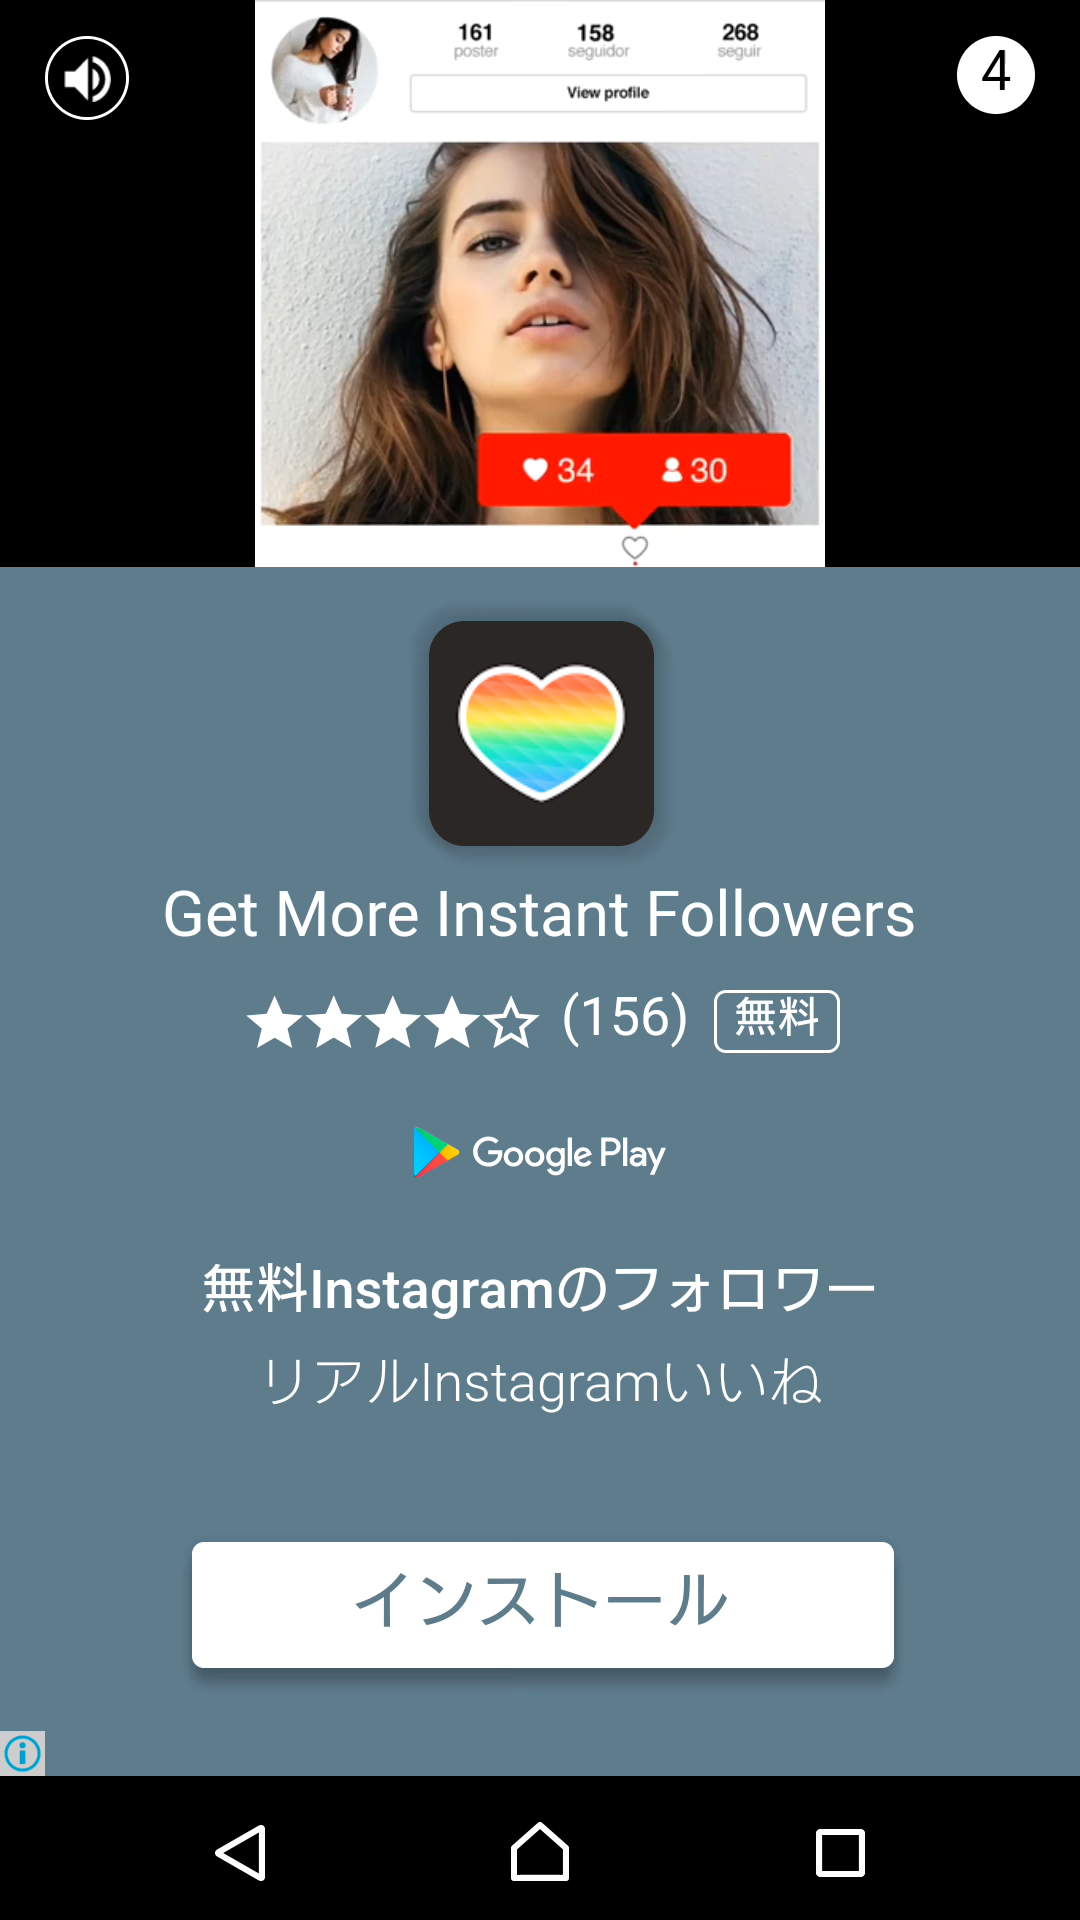 161 158 268
poster seguidor seguir
View profile
4
34 30
Get More Instant Followers
(156) 無料
Google Play
無料Instagramのフォロワー
リアルInstagramいいね
インストール